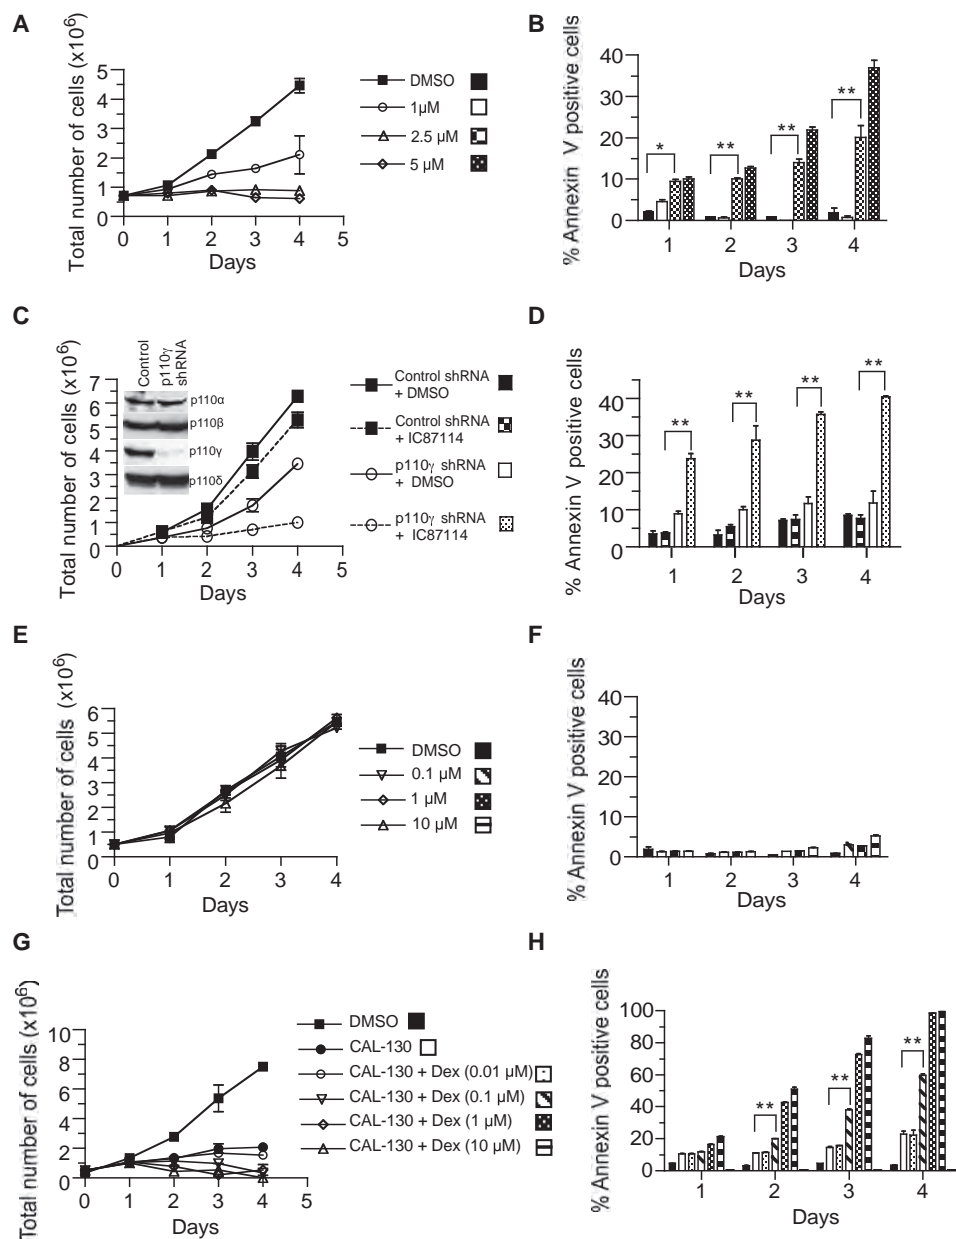 A
Total number of cells (x10⁶)
5
4
3
2
1
0
0 1 2 3 4 5
Days
DMSO
1µM
2.5 µM
5 µM
B
% Annexin V positive cells
40
30
20
10
0
* ** ** **
1 2 3 4
Days
C
Total number of cells (x10⁶)
7
6
5
4
3
2
1
0
0 1 2 3 4 5
Days
Control
p110γ
shRNA
p110α
p110β
p110γ
p110δ
Control shRNA
+ DMSO
Control shRNA
+ IC87114
p110γ shRNA
+ DMSO
p110γ shRNA
+ IC87114
D
% Annexin V positive cells
40
30
20
10
0
** ** ** **
1 2 3 4
Days
E
Total number of cells (x10⁶)
6
5
4
3
2
1
0
0 1 2 3 4
Days
DMSO
0.1 µM
1 µM
10 µM
F
% Annexin V positive cells
40
30
20
10
0
1 2 3 4
Days
G
Total number of cells (x10⁶)
10
8
6
4
2
0
0 1 2 3 4 5
Days
DMSO
CAL-130
CAL-130 + Dex (0.01 µM)
CAL-130 + Dex (0.1 µM)
CAL-130 + Dex (1 µM)
CAL-130 + Dex (10 µM)
H
% Annexin V positive cells
100
80
60
40
20
0
** ** **
1 2 3 4
Days